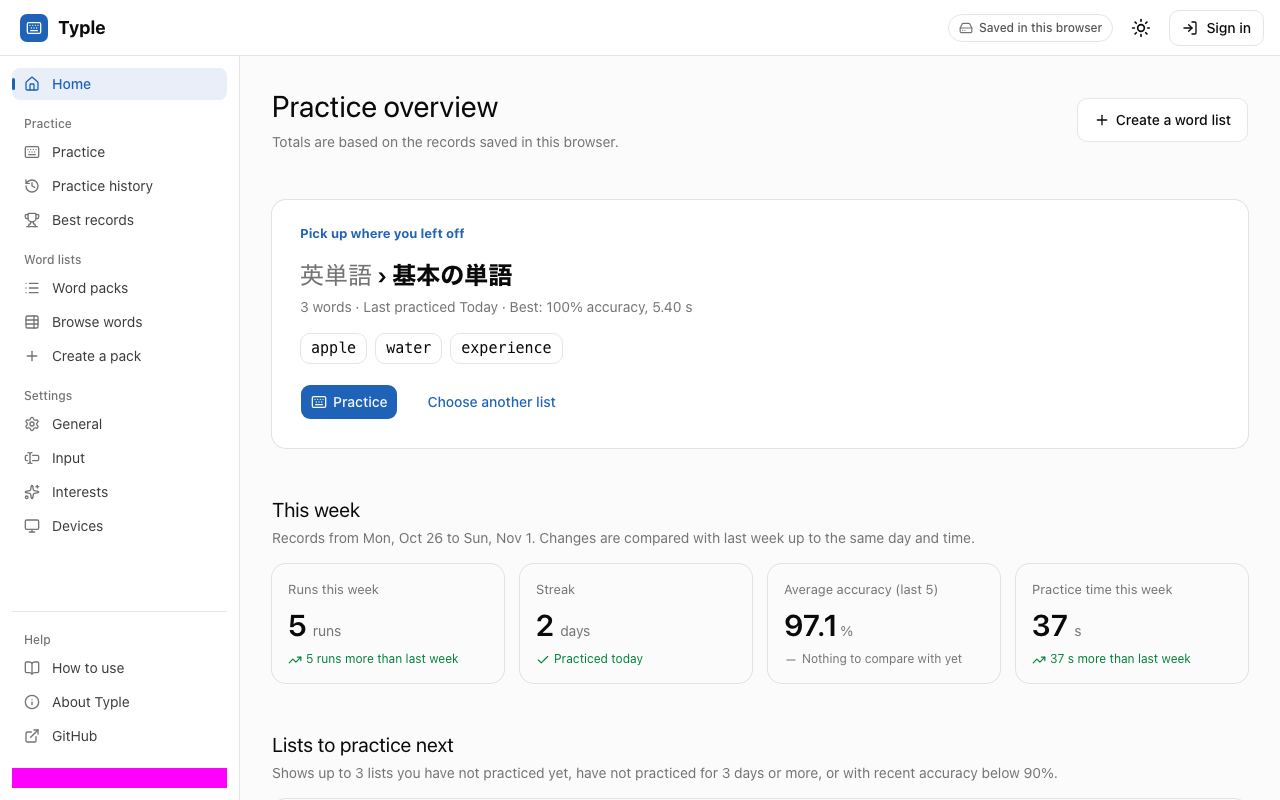 Typle
Saved in this browser
Sign in
Home
Practice
Practice
Practice history
Best records
Word lists
Word packs
Browse words
Create a pack
Settings
General
Input
Interests
Devices
Help
How to use
About Typle
GitHub
Practice overview
Totals are based on the records saved in this browser.
Create a word list
Pick up where you left off
英単語 › 基本の単語
3 words · Last practiced Today · Best: 100% accuracy, 5.40 s
apple water experience
Practice
Choose another list
This week
Records from Mon, Oct 26 to Sun, Nov 1. Changes are compared with last week up to the same day and time.
Runs this week
5 runs
5 runs more than last week
Streak
2 days
Practiced today
Average accuracy (last 5)
97.1%
Nothing to compare with yet
Practice time this week
37 s
37 s more than last week
Lists to practice next
Shows up to 3 lists you have not practiced yet, have not practiced for 3 days or more, or with recent accuracy below 90%.